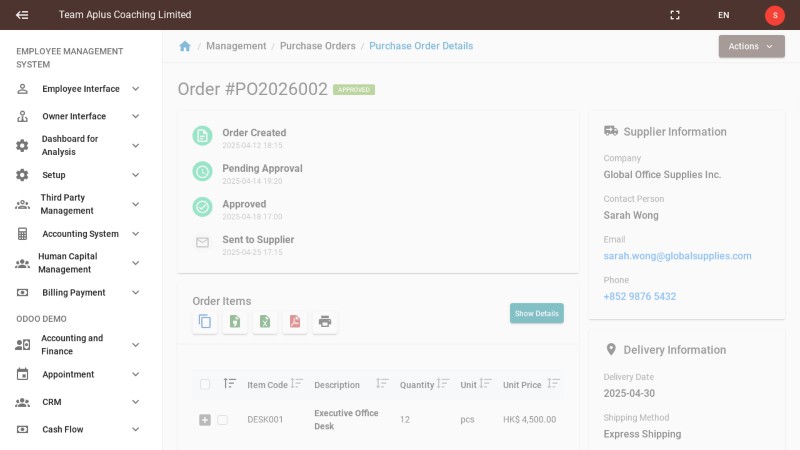 Team Aplus Coaching Limited
EN
S
EMPLOYEE MANAGEMENT
SYSTEM
Employee Interface
Owner Interface
Dashboard for
Analysis
Setup
Third Party
Management
Accounting System
Human Capital
Management
Billing Payment
ODOO DEMO
Accounting and
Finance
Appointment
CRM
Cash Flow
/ Management / Purchase Orders / Purchase Order Details
Actions
Order #PO2026002 APPROVED
Order Created
2025-04-12 18:15
Pending Approval
2025-04-14 19:20
Approved
2025-04-18 17:00
Sent to Supplier
2025-04-25 17:15
Order Items
Show Details
Item Code Description Quantity Unit Unit Price
DESK001 Executive Office Desk 12 pcs HK$ 4,500.00
Supplier Information
Company
Global Office Supplies Inc.
Contact Person
Sarah Wong
Email
sarah.wong@globalsupplies.com
Phone
+852 9876 5432
Delivery Information
Delivery Date
2025-04-30
Shipping Method
Express Shipping